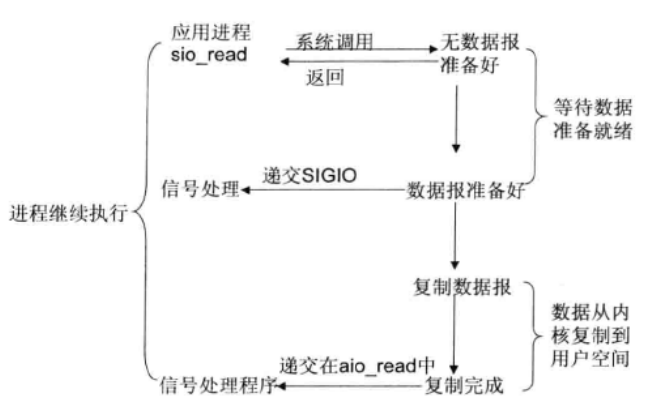 应用进程
sio_read
系统调用
返回
无数据报
准备好
等待数据
准备就绪
信号处理
递交SIGIO
数据报准备好
进程继续执行
复制数据报
数据从内
核复制到
用户空间
递交在aio_read中
信号处理程序
复制完成